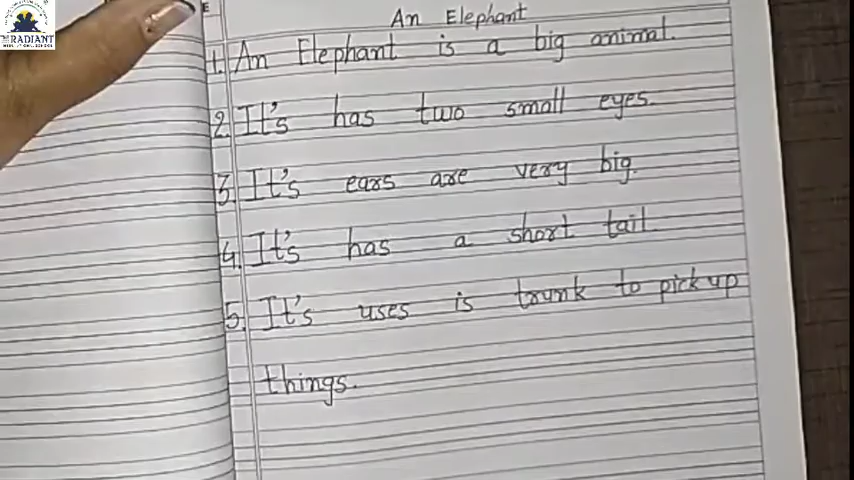 RADIANT
E
An Elephant
1. An Elephant is a big animal.
2. It's has two small eyes.
3. It's ears are very big.
4. It's has a short tail.
5. It's uses is trunk to pick up
things.